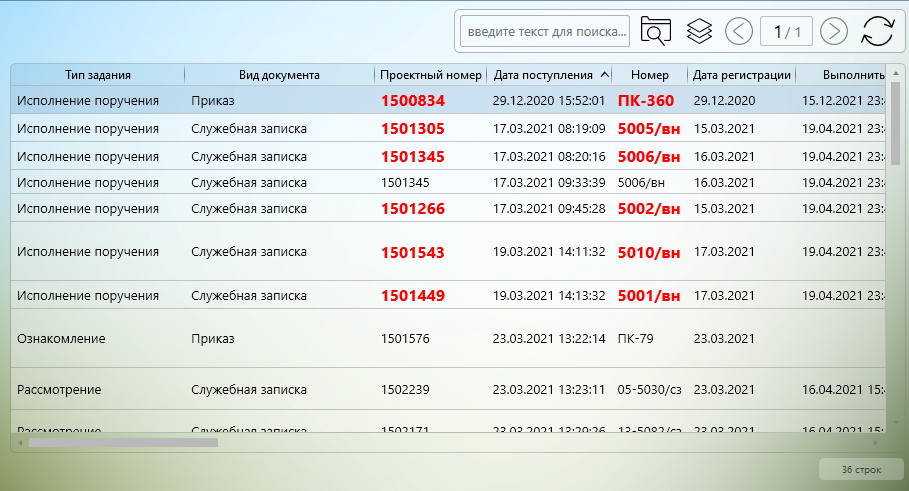 введите текст для поиска...
1 / 1
Тип задания Вид документа Проектный номер Дата поступления Номер Дата регистрации Выполнить
Исполнение поручения Приказ 1500834 29.12.2020 15:52:01 ПК-360 29.12.2020 15.12.2021 23:
Исполнение поручения Служебная записка 1501305 17.03.2021 08:19:09 5005/вн 15.03.2021 19.04.2021 23:
Исполнение поручения Служебная записка 1501345 17.03.2021 08:20:16 5006/вн 16.03.2021 19.04.2021 23:
Исполнение поручения Служебная записка 1501345 17.03.2021 09:33:39 5006/вн 16.03.2021 19.04.2021 23:
Исполнение поручения Служебная записка 1501266 17.03.2021 09:45:28 5002/вн 15.03.2021 19.04.2021 23:
Исполнение поручения Служебная записка 1501543 19.03.2021 14:11:32 5010/вн 17.03.2021 19.04.2021 23:
Исполнение поручения Служебная записка 1501449 19.03.2021 14:13:32 5001/вн 17.03.2021 19.04.2021 23:
Ознакомление Приказ 1501576 23.03.2021 13:22:14 ПК-79 23.03.2021
Рассмотрение Служебная записка 1502239 23.03.2021 13:23:11 05-5030/сз 23.03.2021 16.04.2021 15:
Рассмотрение Служебная записка 1502171 23.03.2021 13:29:26 13-5082/сз 23.03.2021 16.04.2021 15:
36 строк